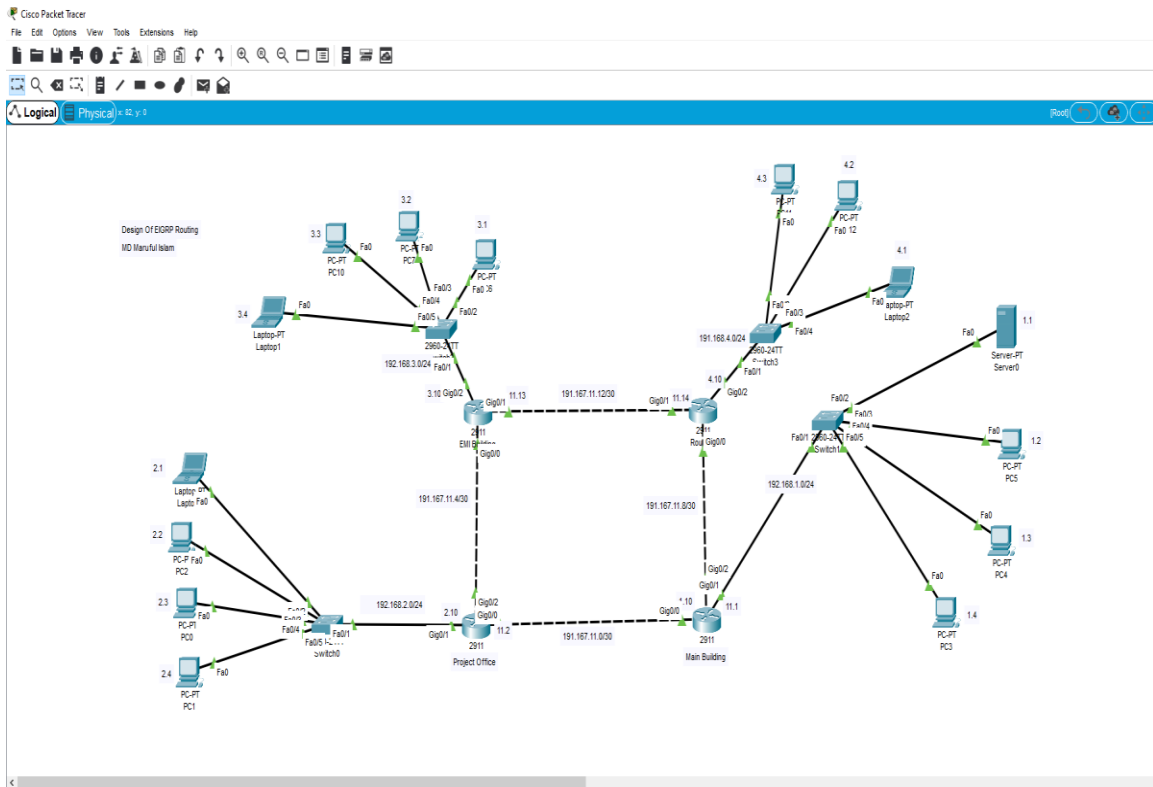 Cisco Packet Tracer
File Edit Options View Tools Extensions Help
Logical
Physical
x: 82, y: 0
[Root]
Design Of EIGRP Routing
MD Maruful Islam
3.3
Fa0
PC-PT
PC10
3.2
Fa0
PC7
3.1
PC-PT
Fa0
3.4
Fa0
Laptop-PT
Laptop1
Fa0/3
Fa0/4
Fa0/5
Fa0/2
2960-24TT
192.168.3.0/24
Fa0/1
3.10
Gig0/2
Gig0/1
11.13
2911
Gig0/0
191.167.11.12/30
4.3
PC-PT
Fa0
4.2
PC-PT
Fa0
12
4.1
Fa0
Laptop2
Fa0/3
Fa0/4
191.168.4.0/24
2960-24TT
Switch3
Fa0/1
4.10
Gig0/2
Gig0/1
11.14
2911
Gig0/0
1.1
Fa0
Server-PT
Server0
Fa0/2
Fa0/3
Fa0/4
Fa0/1
Fa0/5
Switch1
Fa0
1.2
PC-PT
PC5
192.168.1.0/24
Fa0
1.3
PC-PT
PC4
Fa0
1.4
PC-PT
PC3
2.1
Fa0
2.2
Fa0
PC2
2.3
Fa0
PC-PT
PC0
2.4
Fa0
PC-PT
PC1
Fa0/4
Fa0/5
Fa0/1
Switch0
192.168.2.0/24
191.167.11.4/30
191.167.11.8/30
2.10
Gig0/1
Gig0/2
Gig0/0
11.2
2911
Project Office
191.167.11.0/30
Gig0/2
Gig0/1
Gig0/0
11.1
2911
Main Building